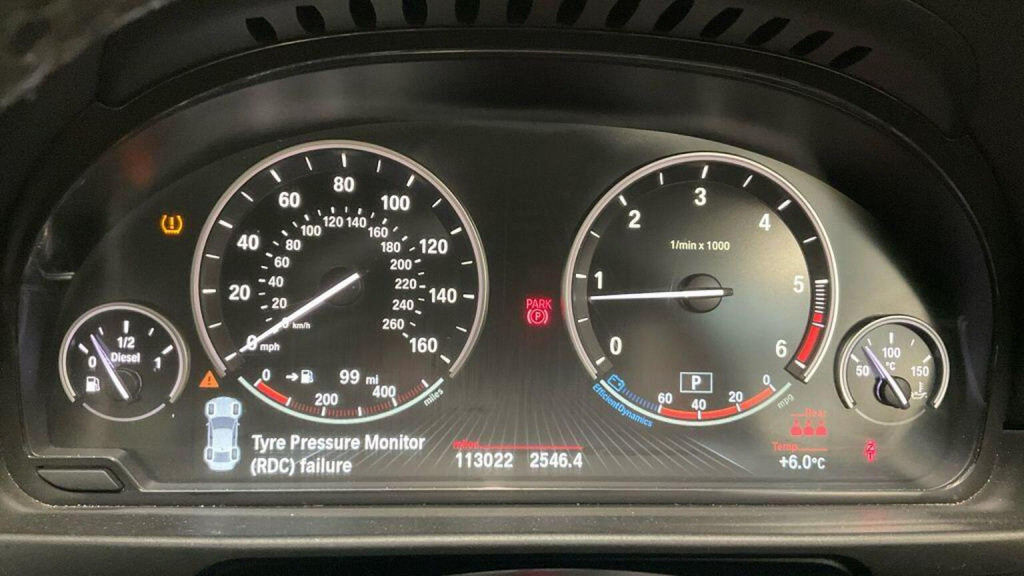 0
1/2
Diesel
1
0
20
40
60
80
100
120
140
160
mph
20
40
60
80
100
120
140
160
180
200
220
240
260
km/h
0
99 mi
200
400
miles
Tyre Pressure Monitor
(RDC) failure
miles
113022 2546.4
PARK
P
0
1
2
3
4
5
6
1/min x 1000
P
EfficientDynamics
60
40
20
0
mpg
Rear
Temp
+6.0°C
50
100
150
°C